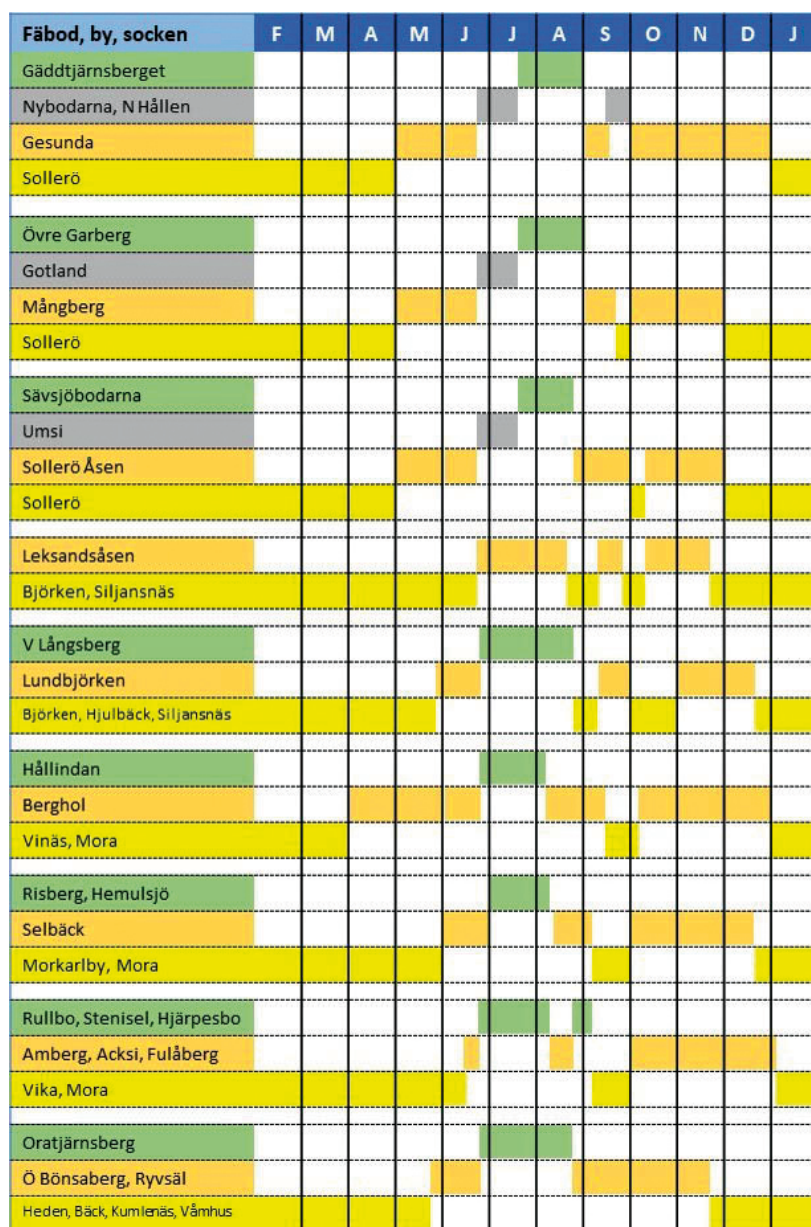 Fäbod, by, socken F M A M J J A S O N D J
Gäddtjärnsberget
Nybodarna, N Hållen
Gesunda
Sollerö
Övre Garberg
Gotland
Mångberg
Sollerö
Sävsjöbodarna
Umsi
Sollerö Åsen
Sollerö
Leksandsåsen
Björken, Siljansnäs
V Långsberg
Lundbjörken
Björken, Hjulbäck, Siljansnäs
Hållindan
Berghol
Vinäs, Mora
Risberg, Hemulsjö
Selbäck
Morkarlby, Mora
Rullbo, Stenisel, Hjärpesbo
Amberg, Acksi, Fulåberg
Vika, Mora
Oratjärnsberg
Ö Bönsaberg, Ryvsäl
Heden, Bäck, Kumlenäs, Våmhus